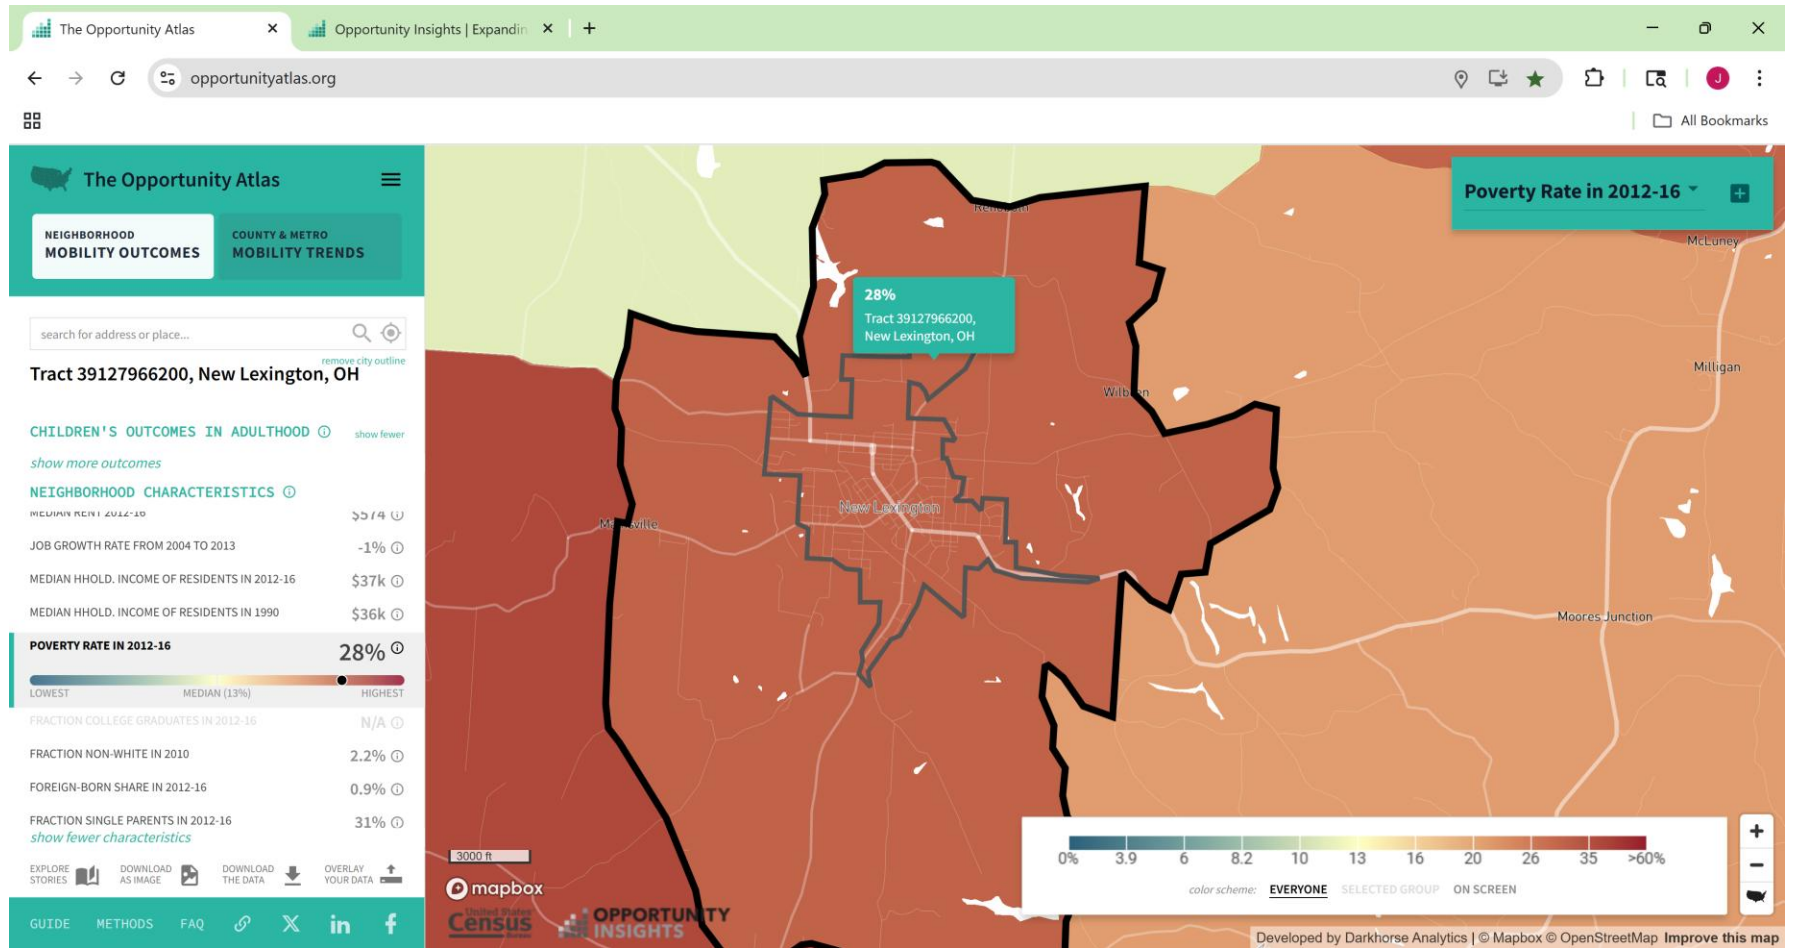 The Opportunity Atlas
Opportunity Insights | Expandin
opportunityatlas.org
J
All Bookmarks
The Opportunity Atlas
NEIGHBORHOOD
MOBILITY OUTCOMES
COUNTY & METRO
MOBILITY TRENDS
search for address or place...
remove city outline
Tract 39127966200, New Lexington, OH
CHILDREN'S OUTCOMES IN ADULTHOOD
show fewer
show more outcomes
NEIGHBORHOOD CHARACTERISTICS
MEDIAN RENT 2012-16 $574
JOB GROWTH RATE FROM 2004 TO 2013 -1%
MEDIAN HHOLD. INCOME OF RESIDENTS IN 2012-16 $37k
MEDIAN HHOLD. INCOME OF RESIDENTS IN 1990 $36k
POVERTY RATE IN 2012-16 28%
LOWEST MEDIAN (13%) HIGHEST
FRACTION COLLEGE GRADUATES IN 2012-16 N/A
FRACTION NON-WHITE IN 2010 2.2%
FOREIGN-BORN SHARE IN 2012-16 0.9%
FRACTION SINGLE PARENTS IN 2012-16 31%
show fewer characteristics
EXPLORE STORIES
DOWNLOAD AS IMAGE
DOWNLOAD THE DATA
OVERLAY YOUR DATA
GUIDE METHODS FAQ
Poverty Rate in 2012-16
McLuney
28%
Tract 39127966200,
New Lexington, OH
Milligan
New Lexington
Moores Junction
3000 ft
mapbox
United States
Census
Bureau
OPPORTUNITY
INSIGHTS
0% 3.9 6 8.2 10 13 16 20 26 35 >60%
color scheme: EVERYONE SELECTED GROUP ON SCREEN
Developed by Darkhorse Analytics | © Mapbox © OpenStreetMap Improve this map